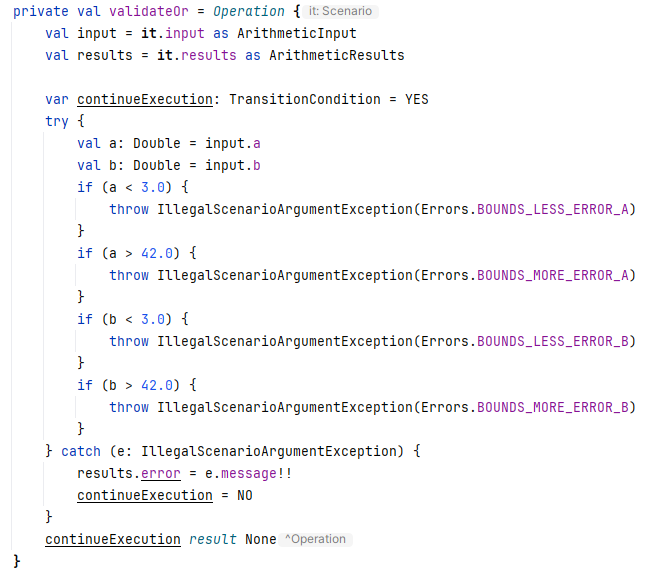 private val validateOr = Operation { it: Scenario
    val input = it.input as ArithmeticInput
    val results = it.results as ArithmeticResults

    var continueExecution: TransitionCondition = YES
    try {
        val a: Double = input.a
        val b: Double = input.b
        if (a < 3.0) {
            throw IllegalScenarioArgumentException(Errors.BOUNDS_LESS_ERROR_A)
        }
        if (a > 42.0) {
            throw IllegalScenarioArgumentException(Errors.BOUNDS_MORE_ERROR_A)
        }
        if (b < 3.0) {
            throw IllegalScenarioArgumentException(Errors.BOUNDS_LESS_ERROR_B)
        }
        if (b > 42.0) {
            throw IllegalScenarioArgumentException(Errors.BOUNDS_MORE_ERROR_B)
        }
    } catch (e: IllegalScenarioArgumentException) {
        results.error = e.message!!
        continueExecution = NO
    }
    continueExecution result None ^Operation
}